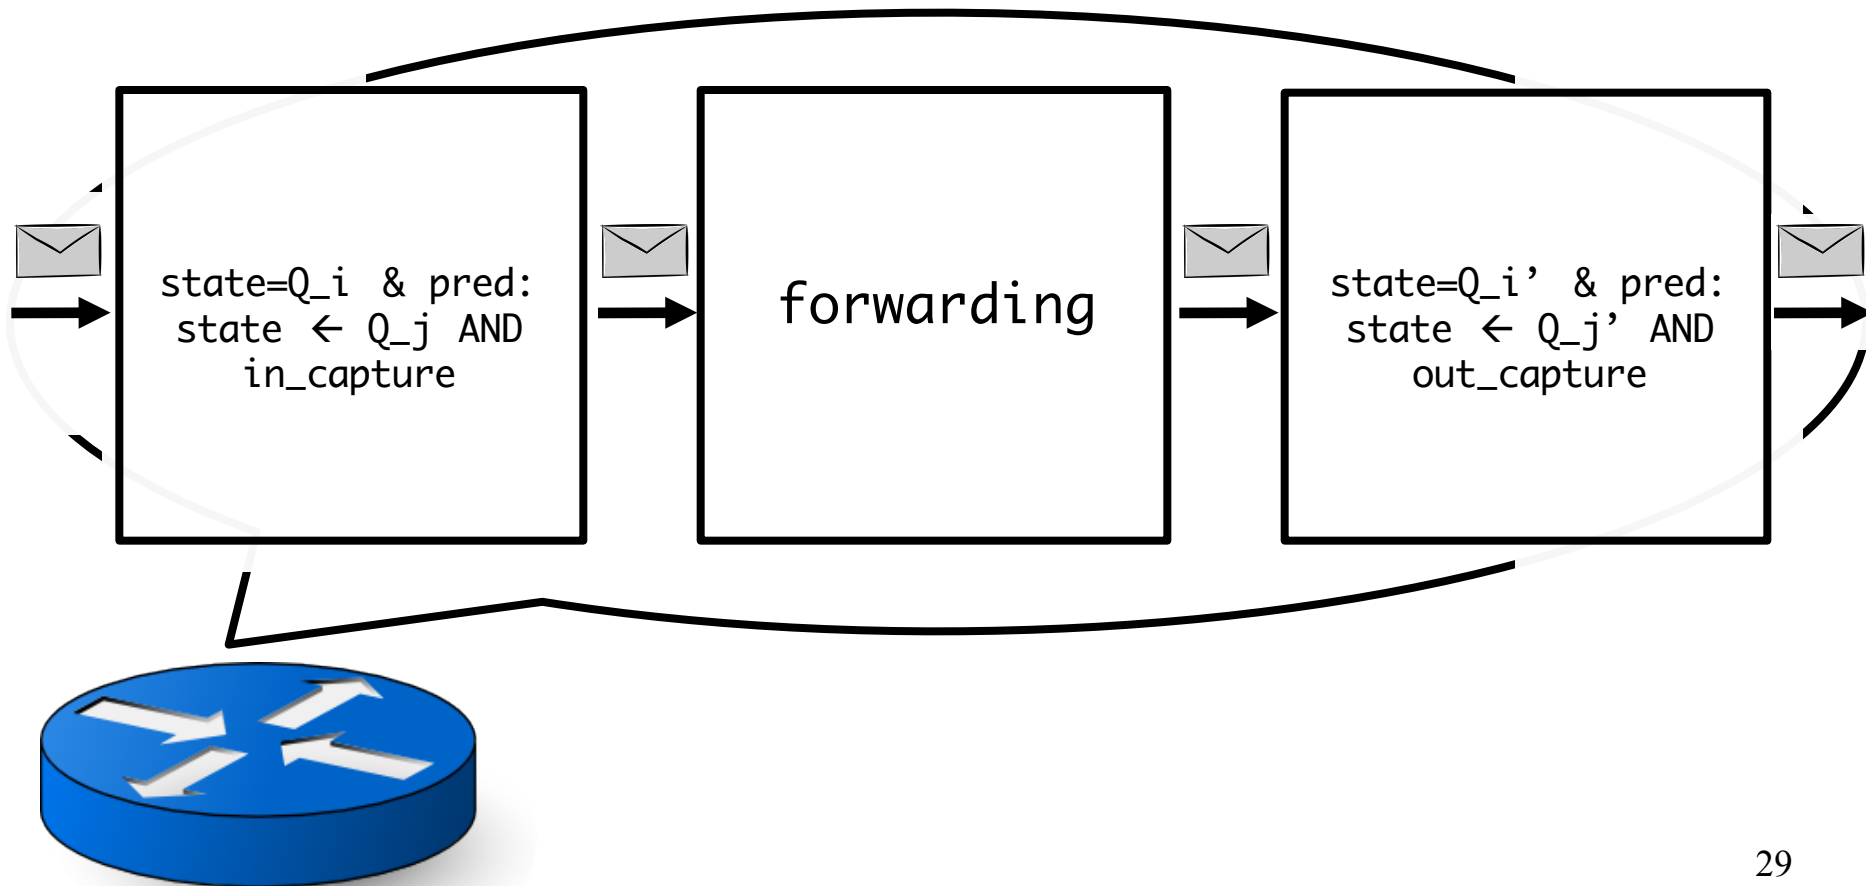 state=Q_i & pred:
state ← Q_j AND
in_capture
forwarding
state=Q_i’ & pred:
state ← Q_j’ AND
out_capture
29